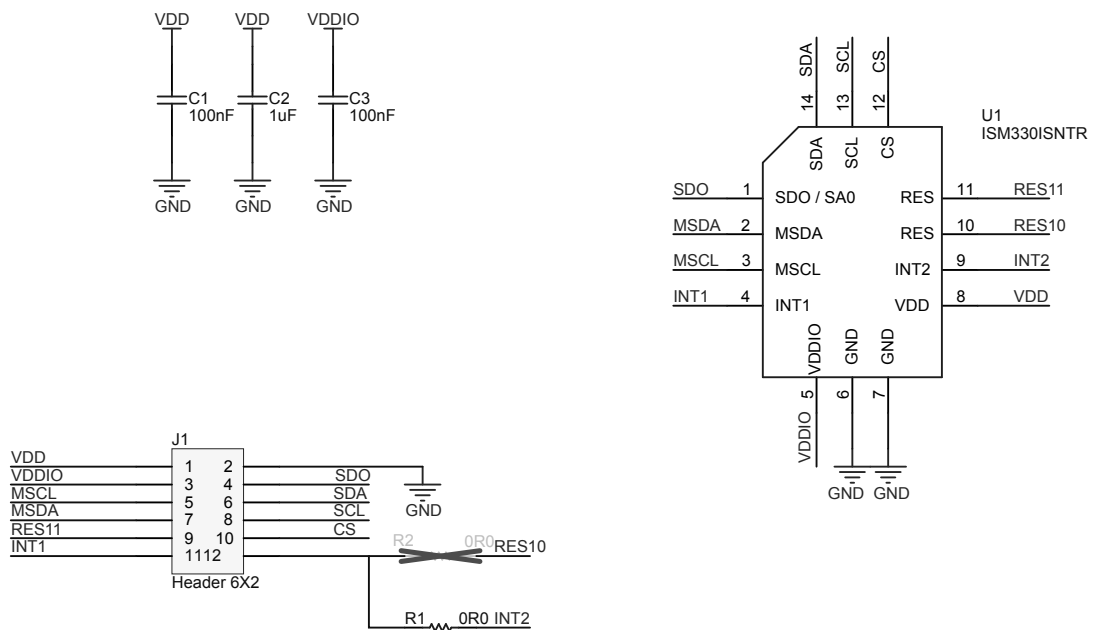 VDD VDD VDDIO
C1 C2 C3
100nF 1uF 100nF
GND GND GND
SDA SCL CS
14 13 12
U1
ISM330ISNTR
SDA SCL CS
SDO 1 SDO / SA0 RES 11 RES11
MSDA 2 MSDA RES 10 RES10
MSCL 3 MSCL INT2 9 INT2
INT1 4 INT1 VDD 8 VDD
VDDIO GND GND
5 6 7
VDDIO
GND GND
J1
VDD 1 2
VDDIO 3 4 SDO
MSCL 5 6 SDA GND
MSDA 7 8 SCL
RES11 9 10 CS
INT1 11 12 R2 0R0 RES10
Header 6X2
R1 0R0 INT2